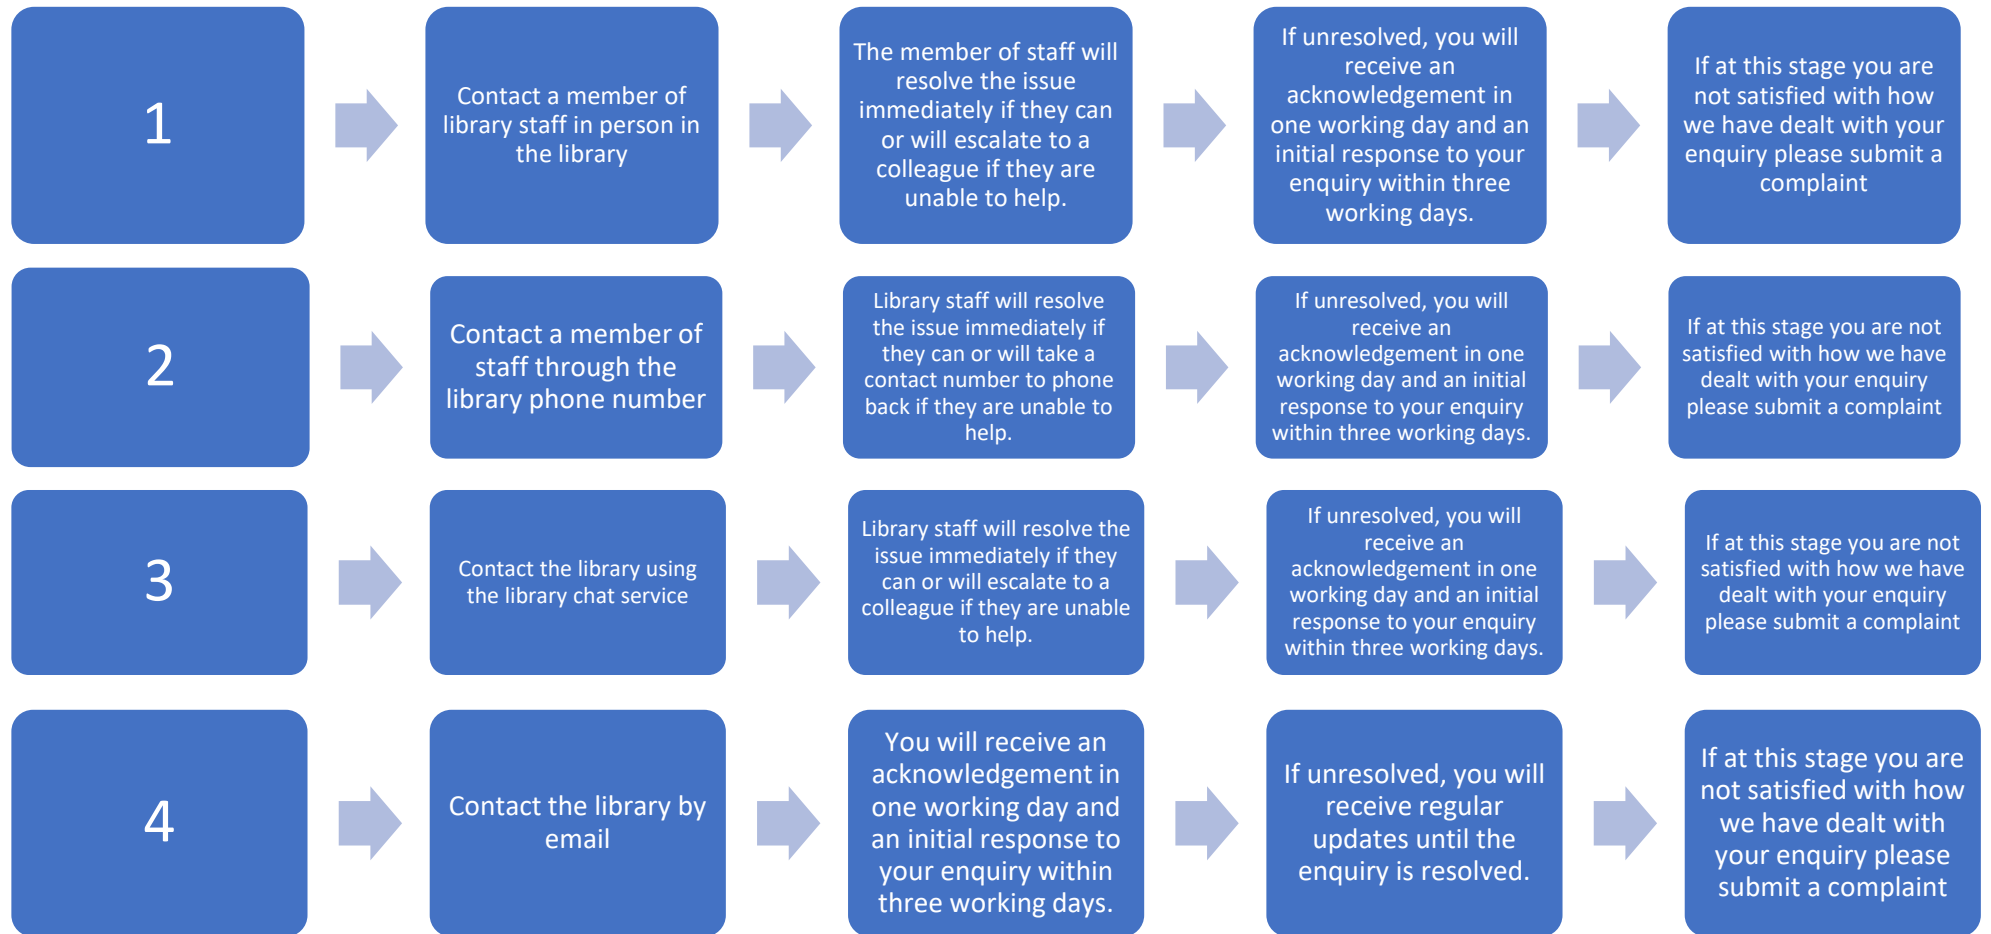 1
Contact a member of
library staff in person in
the library
The member of staff will
resolve the issue
immediately if they can
or will escalate to a
colleague if they are
unable to help.
If unresolved, you will
receive an
acknowledgement in
one working day and an
initial response to your
enquiry within three
working days.
If at this stage you are
not satisfied with how
we have dealt with your
enquiry please submit a
complaint
2
Contact a member of
staff through the
library phone number
Library staff will resolve
the issue immediately if
they can or will take a
contact number to phone
back if they are unable to
help.
If unresolved, you will
receive an
acknowledgement in one
working day and an initial
response to your enquiry
within three working days.
If at this stage you are not
satisfied with how we have
dealt with your enquiry
please submit a complaint
3
Contact the library using
the library chat service
Library staff will resolve the
issue immediately if they
can or will escalate to a
colleague if they are unable
to help.
If unresolved, you will
receive an
acknowledgement in one
working day and an initial
response to your enquiry
within three working days.
If at this stage you are not
satisfied with how we have
dealt with your enquiry
please submit a complaint
4
Contact the library by
email
You will receive an
acknowledgement in
one working day and
an initial response to
your enquiry within
three working days.
If unresolved, you will
receive regular
updates until the
enquiry is resolved.
If at this stage you are
not satisfied with how
we have dealt with
your enquiry please
submit a complaint